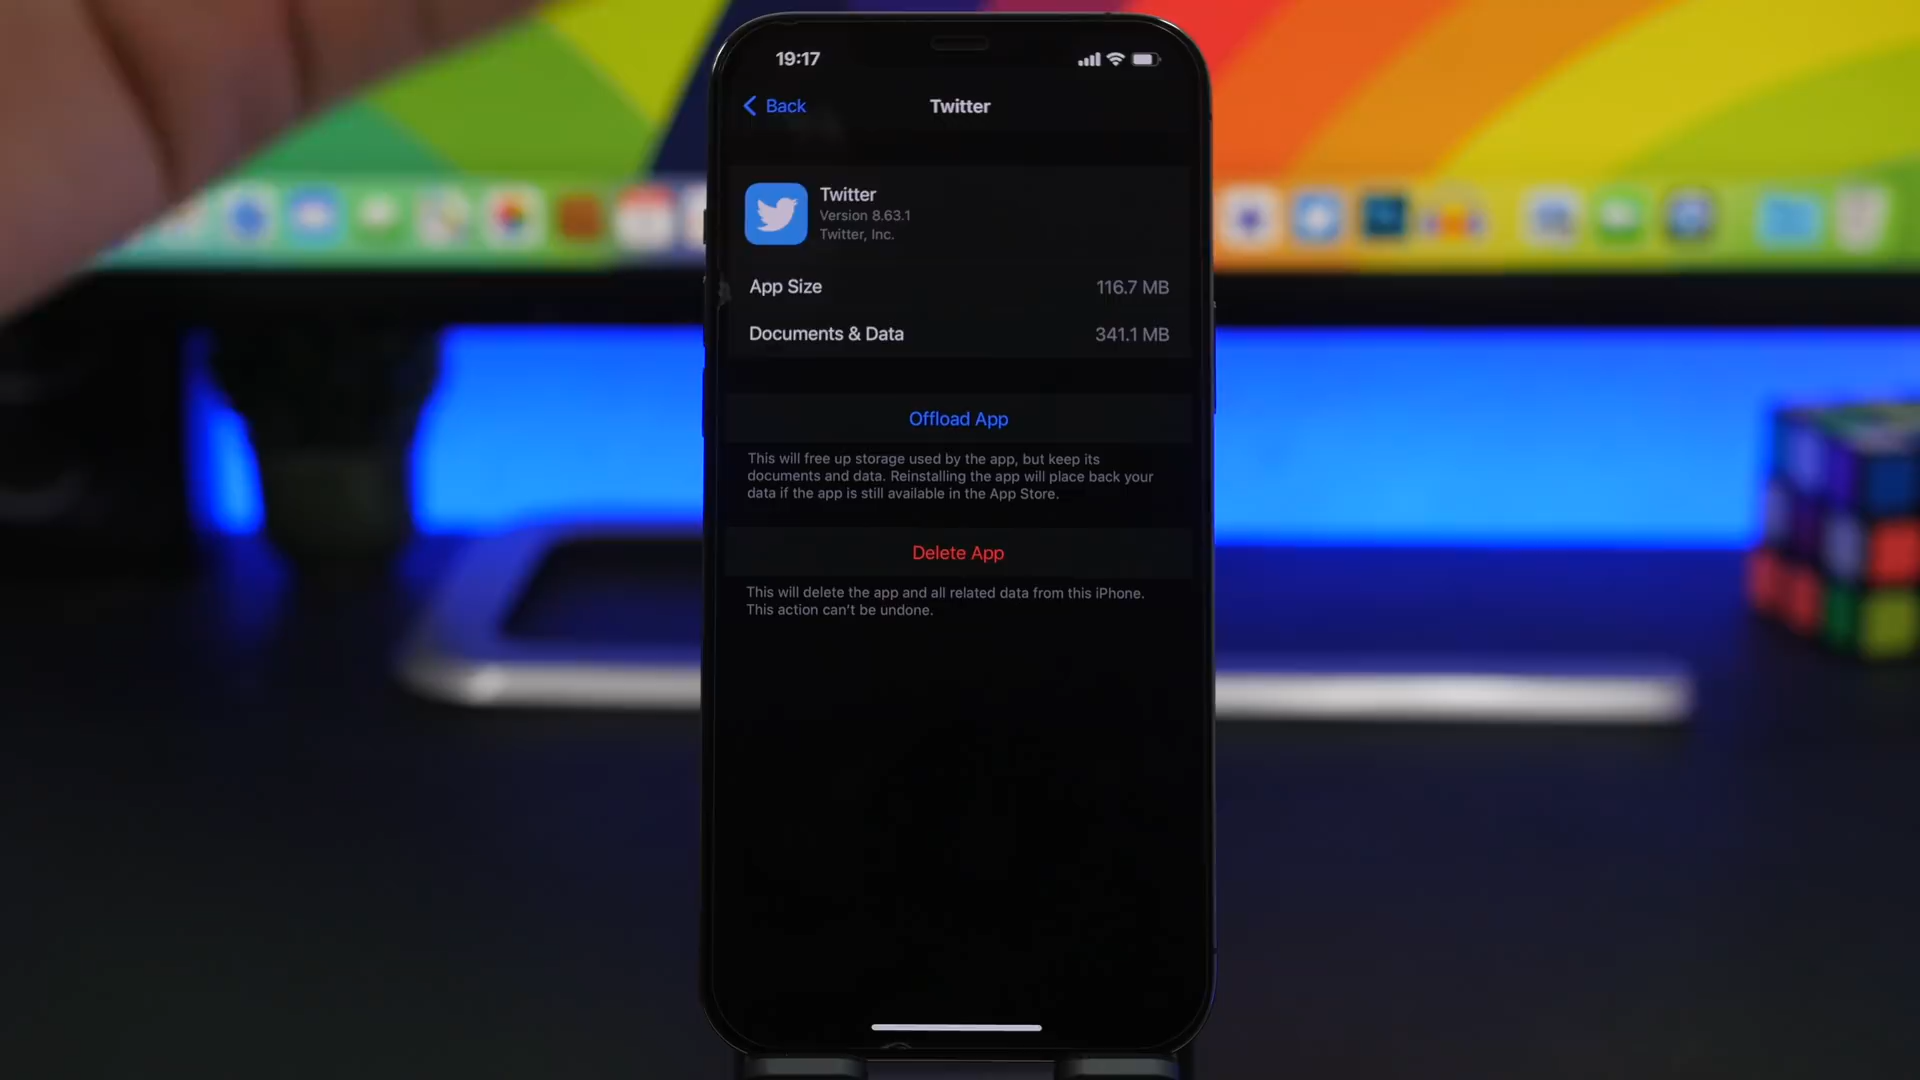 19:17
Back
Twitter
Twitter
Version 8.63.1
Twitter, Inc.
App Size 116.7 MB
Documents & Data 341.1 MB
Offload App
This will free up storage used by the app, but keep its
documents and data. Reinstalling the app will place back your
data if the app is still available in the App Store.
Delete App
This will delete the app and all related data from this iPhone.
This action can't be undone.